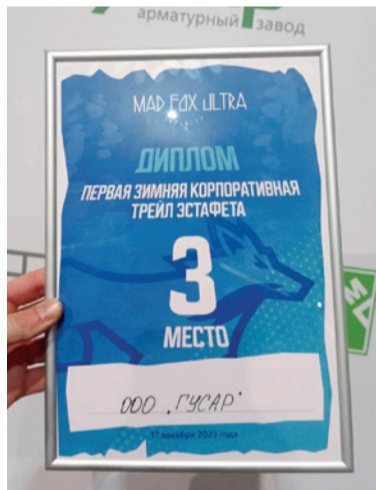 арматурный
завод
MAD FOX ULTRA
ДИПЛОМ
ПЕРВАЯ ЗИМНЯЯ КОРПОРАТИВНАЯ
ТРЕЙЛ ЭСТАФЕТА
3
МЕСТО
ООО "ГУСАР"
17 декабря 2023 года